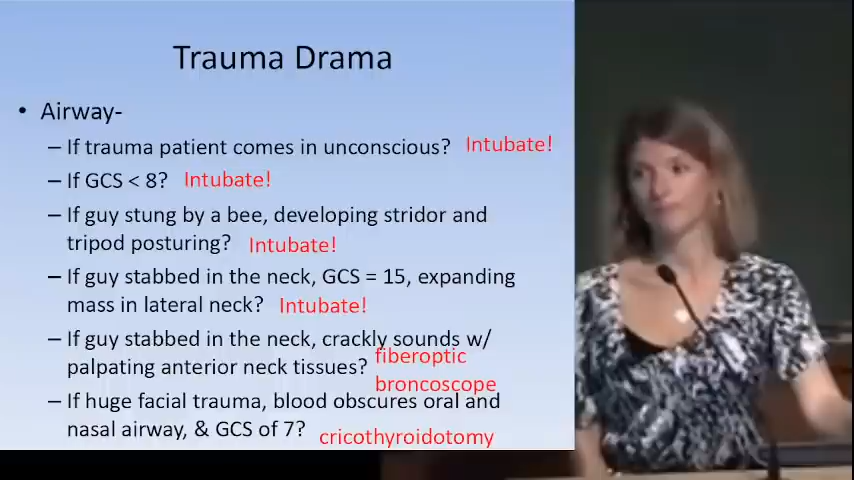 Trauma Drama
• Airway-
– If trauma patient comes in unconscious? Intubate!
– If GCS < 8? Intubate!
– If guy stung by a bee, developing stridor and
tripod posturing? Intubate!
– If guy stabbed in the neck, GCS = 15, expanding
mass in lateral neck? Intubate!
– If guy stabbed in the neck, crackly sounds w/
palpating anterior neck tissues? fiberoptic
broncoscope
– If huge facial trauma, blood obscures oral and
nasal airway, & GCS of 7? cricothyroidotomy